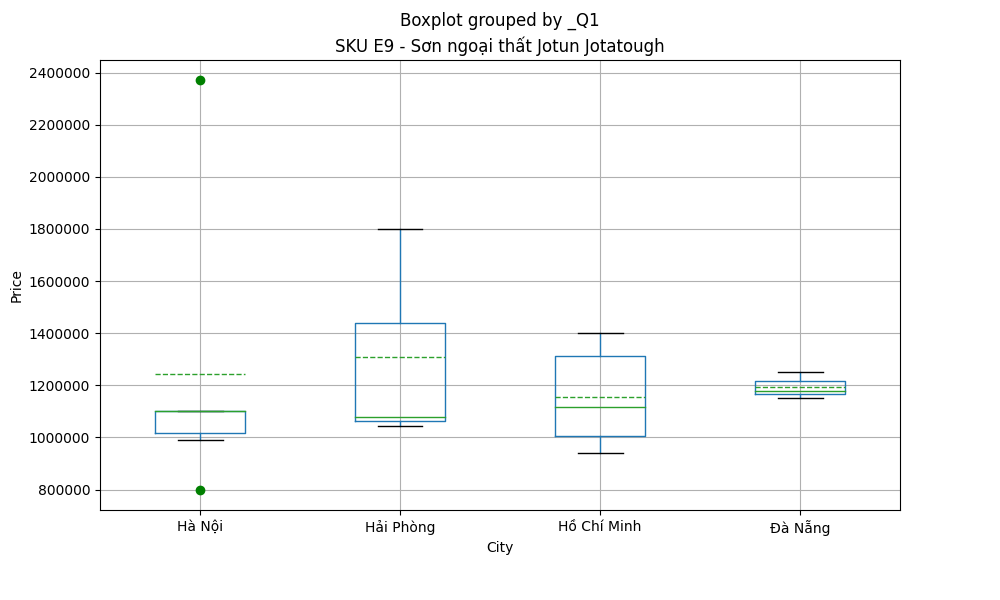 Boxplot grouped by _Q1
SKU E9 - Sơn ngoại thất Jotun Jotatough
2400000
2200000
2000000
1800000
1600000
1400000
1200000
1000000
800000
Price
Hà Nội
Hải Phòng
Hồ Chí Minh
Đà Nẵng
City